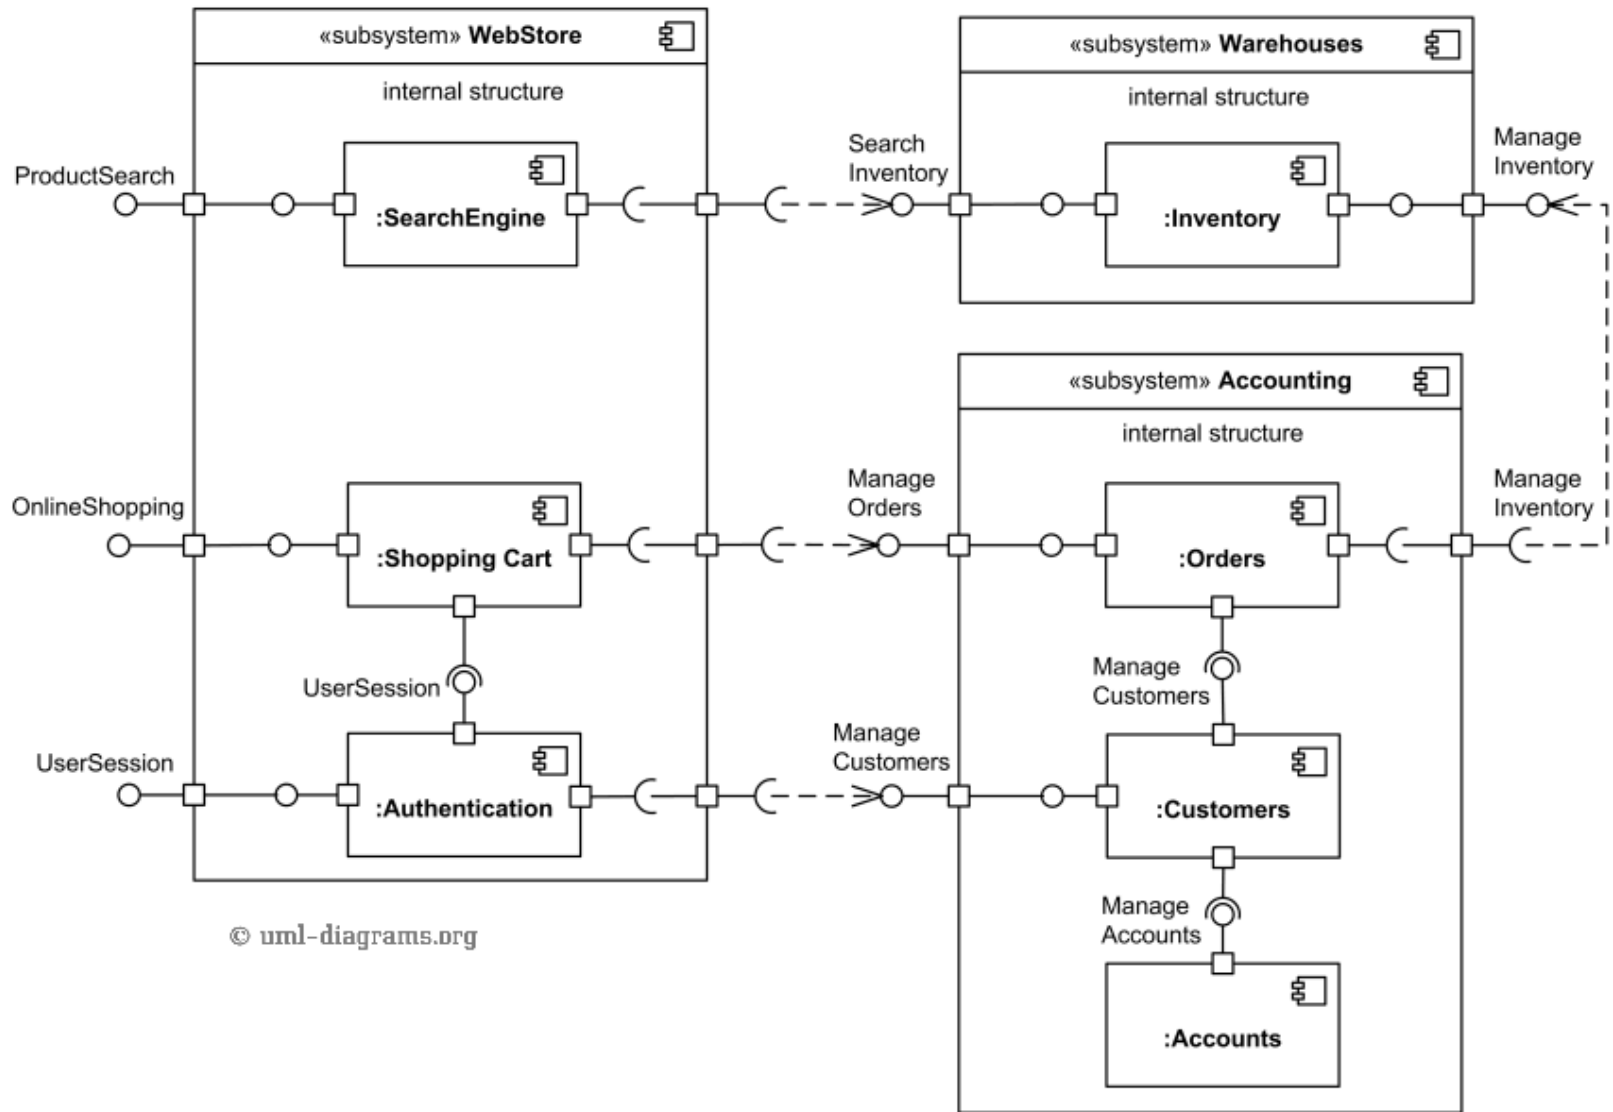 «subsystem» WebStore
internal structure
ProductSearch
:SearchEngine
OnlineShopping
:Shopping Cart
UserSession
UserSession
:Authentication
Search
Inventory
«subsystem» Warehouses
internal structure
:Inventory
Manage
Inventory
«subsystem» Accounting
internal structure
Manage
Orders
:Orders
Manage
Inventory
Manage
Customers
Manage
Customers
:Customers
Manage
Accounts
:Accounts
© uml-diagrams.org